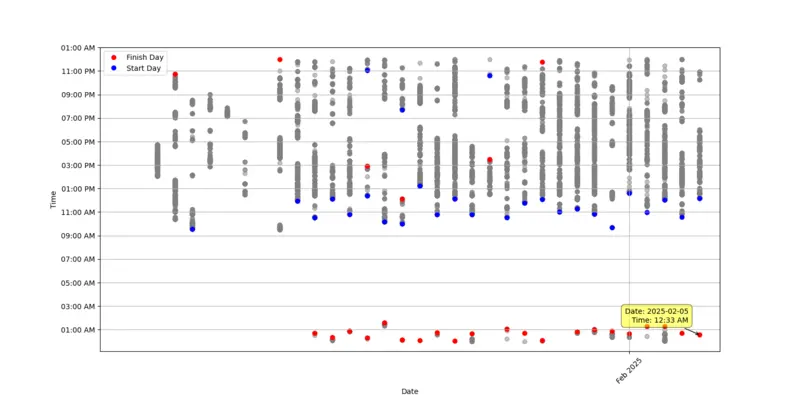 01:00 AM
Finish Day
Start Day
11:00 PM
09:00 PM
07:00 PM
05:00 PM
03:00 PM
01:00 PM
11:00 AM
09:00 AM
07:00 AM
05:00 AM
03:00 AM
01:00 AM
Time
Date: 2025-02-05
Time: 12:33 AM
Feb 2025
Date